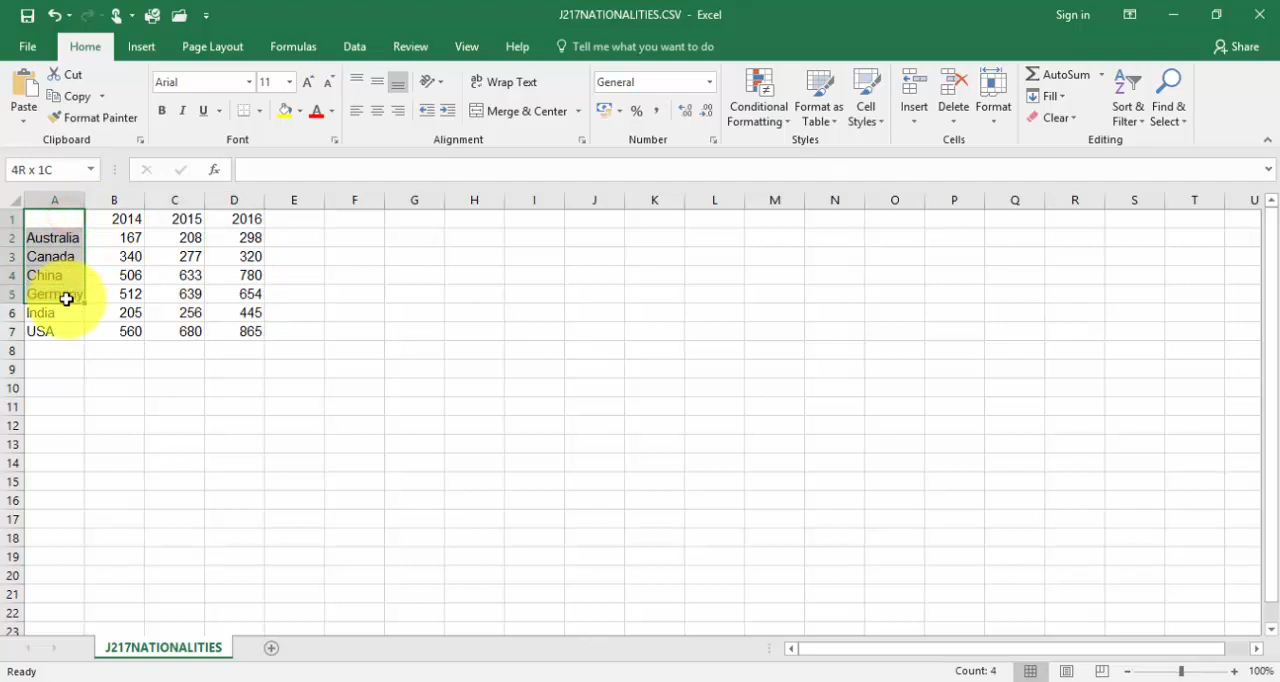 J217NATIONALITIES.CSV - Excel
Sign in
File Home Insert Page Layout Formulas Data Review View Help Tell me what you want to do Share
Paste
Cut
Copy
Format Painter
Clipboard
Arial 11
B I U
Font
Wrap Text
Merge & Center
Alignment
General
Number
Conditional Formatting
Format as Table
Cell Styles
Styles
Insert Delete Format
Cells
AutoSum
Fill
Clear
Sort & Filter
Find & Select
Editing
4R x 1C
fx
A B C D E F G H I J K L M N O P Q R S T U
1 2014 2015 2016
2 Australia 167 208 298
3 Canada 340 277 320
4 China 506 633 780
5 Germany 512 639 654
6 India 205 256 445
7 USA 560 680 865
8
9
10
11
12
13
14
15
16
17
18
19
20
21
22
23
J217NATIONALITIES
Ready Count: 4 100%